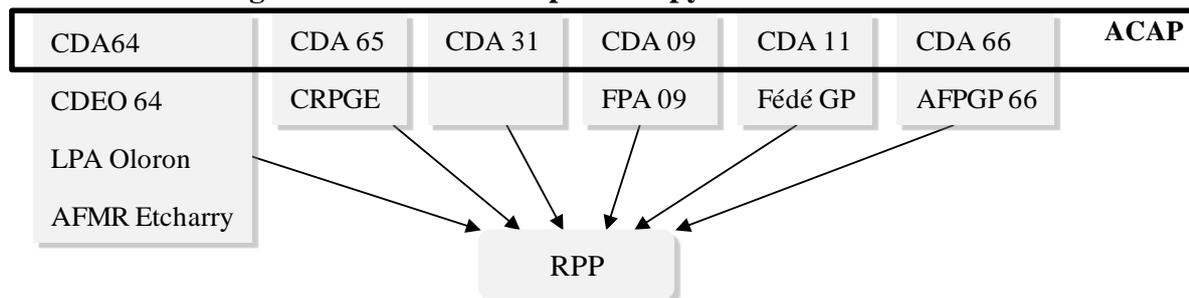 CDA64 CDA 65 CDA 31 CDA 09 CDA 11 CDA 66 ACAP
CDEO 64 CRPGE FPA 09 Fédé GP AFPGP 66
LPA Oloron
AFMR Etcharry
RPP